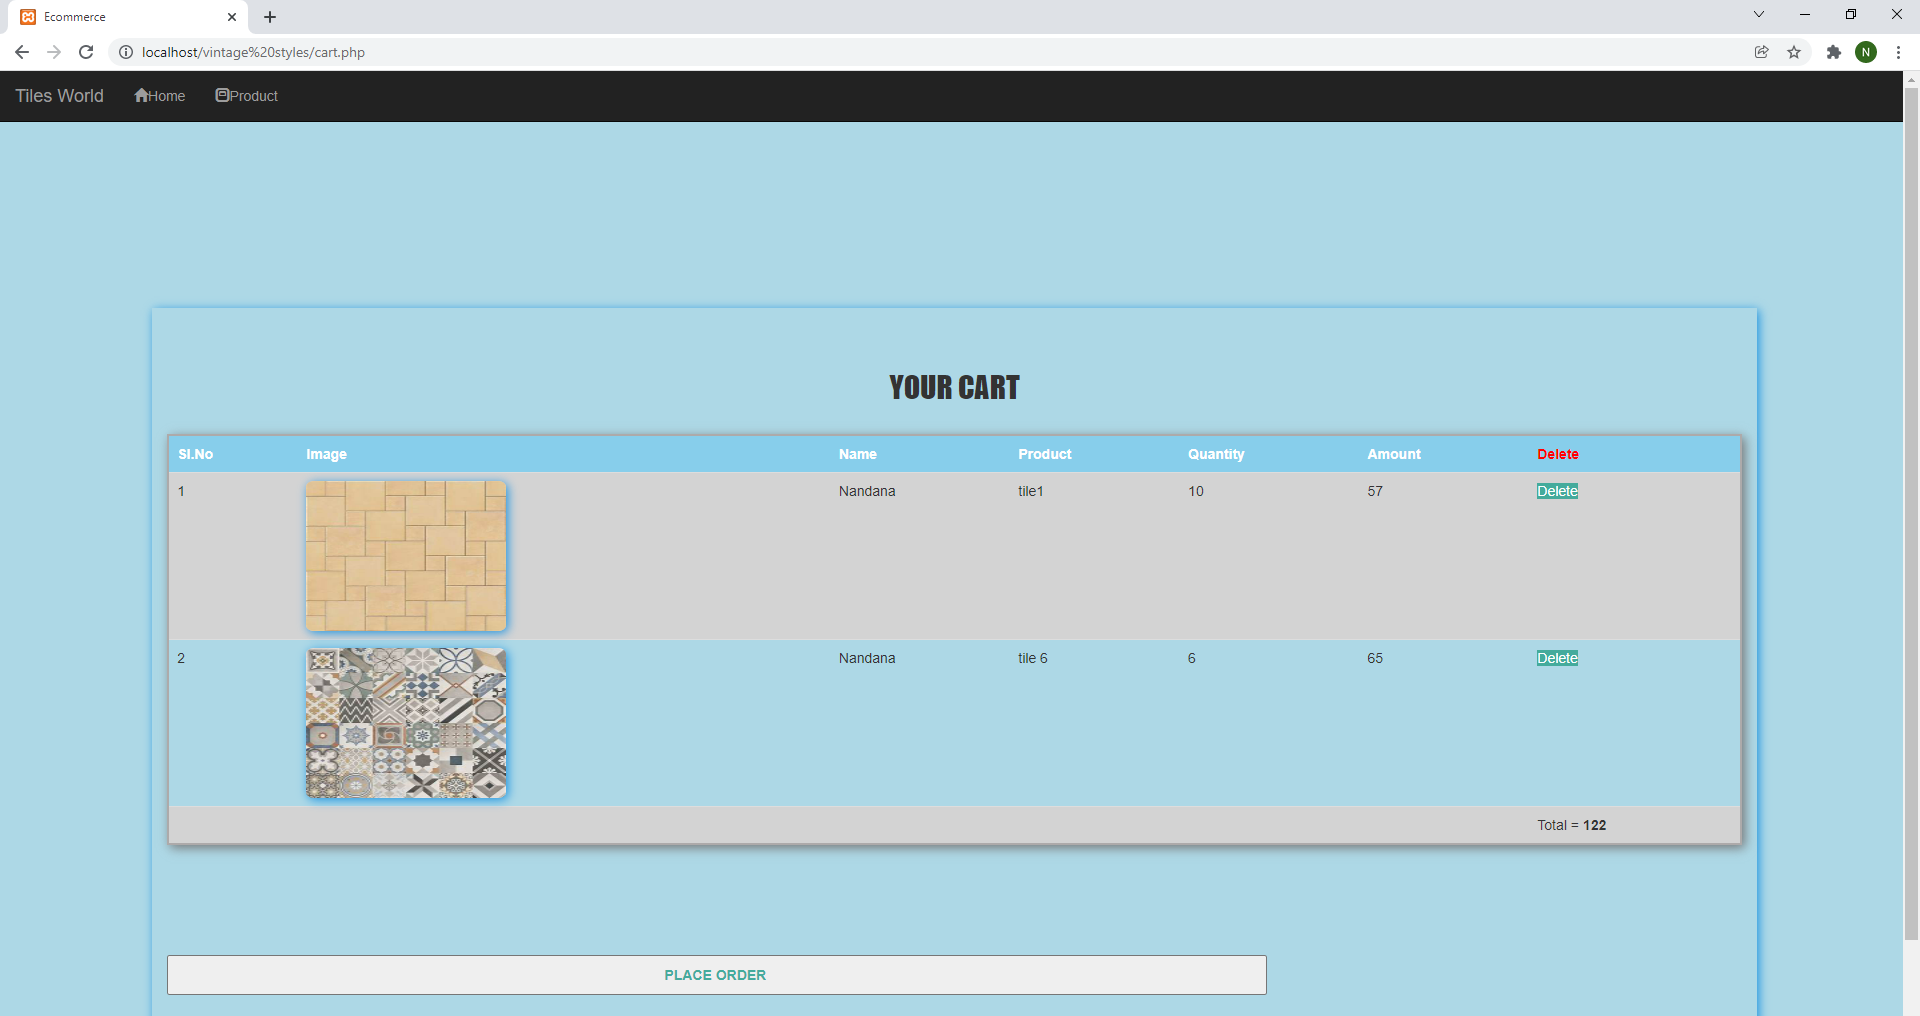 Ecommerce
localhost/vintage%20styles/cart.php
N
Tiles World Home Product
YOUR CART
Sl.No Image Name Product Quantity Amount Delete
1 Nandana tile1 10 57 Delete
2 Nandana tile 6 6 65 Delete
Total = 122
PLACE ORDER